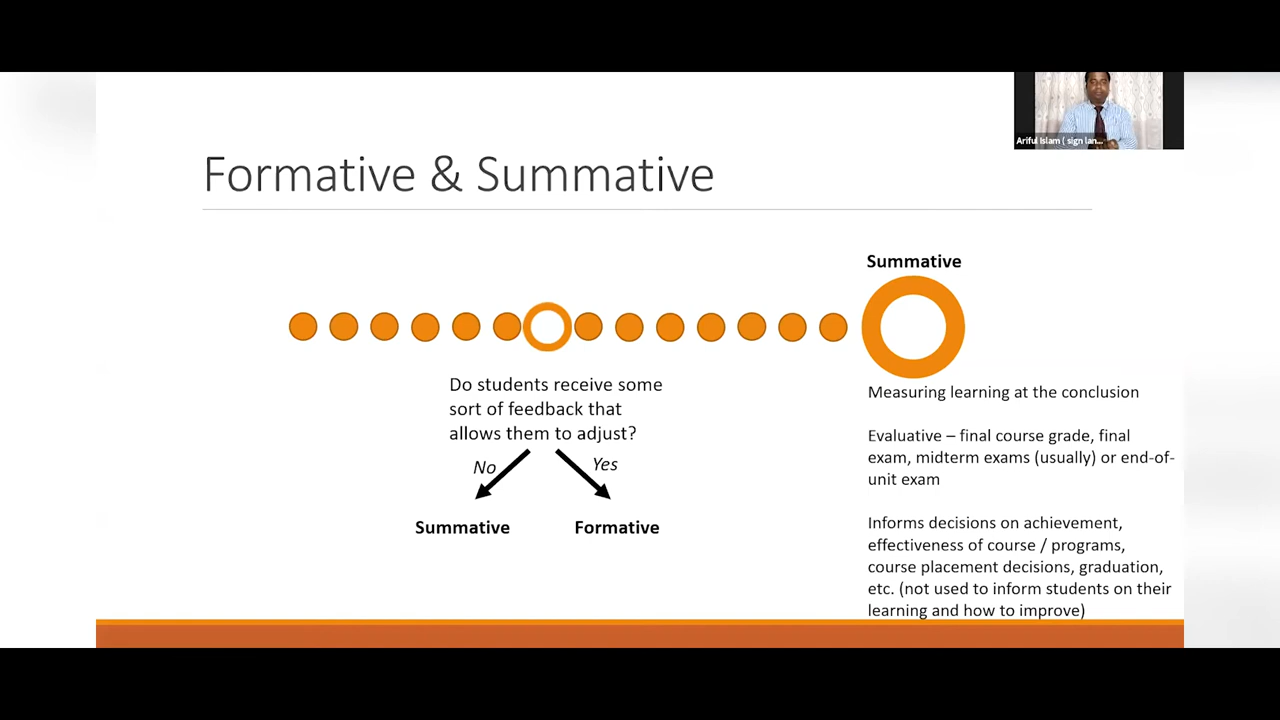 Ariful Islam ( sign lan...
Formative & Summative
Summative
Do students receive some
sort of feedback that
allows them to adjust?
No
Yes
Summative
Formative
Measuring learning at the conclusion
Evaluative – final course grade, final
exam, midterm exams (usually) or end-of-
unit exam
Informs decisions on achievement,
effectiveness of course / programs,
course placement decisions, graduation,
etc. (not used to inform students on their
learning and how to improve)